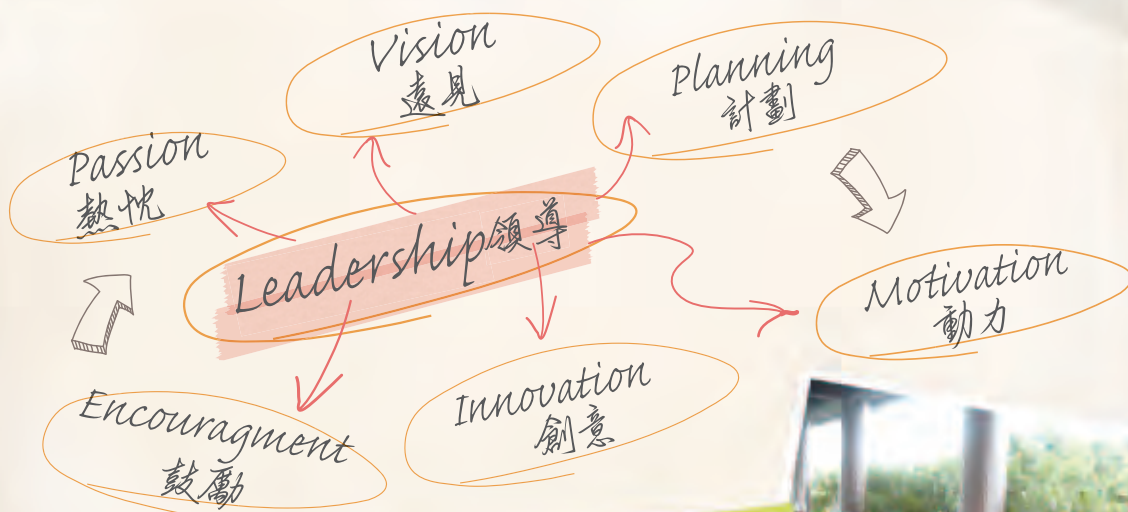 Vision
遠見
Planning
計劃
Passion
熱忱
Leadership領導
Motivation
動力
Encouragment
鼓勵
Innovation
創意